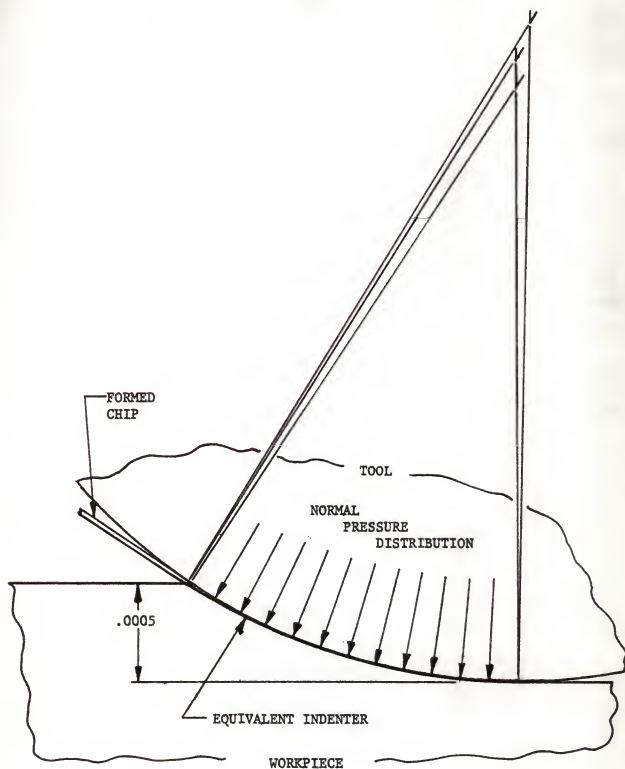 FORMED
CHIP
TOOL
NORMAL
PRESSURE
DISTRIBUTION
.0005
EQUIVALENT INDENTER
WORKPIECE